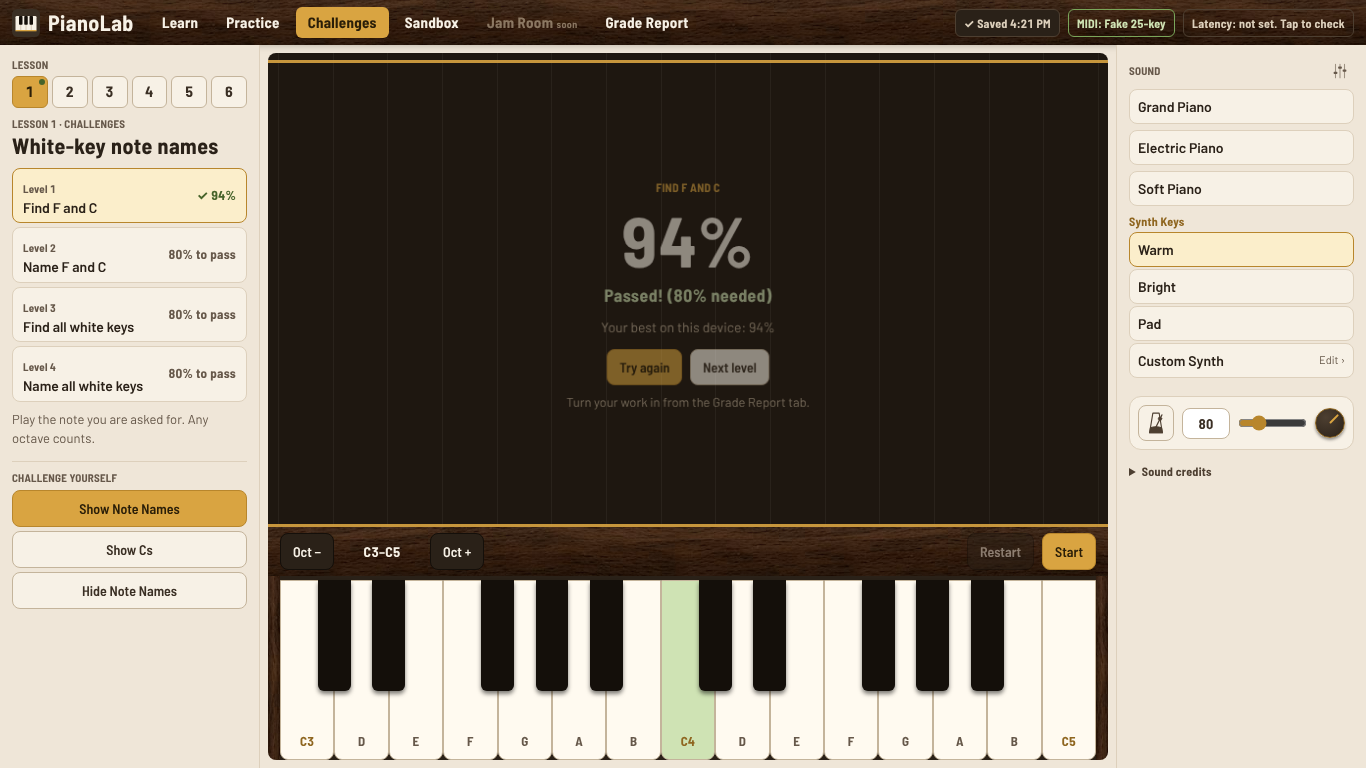 PianoLab
Learn
Practice
Challenges
Sandbox
Jam Room soon
Grade Report
✓ Saved 4:21 PM
MIDI: Fake 25-key
Latency: not set. Tap to check
LESSON
1
2
3
4
5
6
LESSON 1 · CHALLENGES
White-key note names
Level 1
Find F and C
✓ 94%
Level 2
Name F and C
80% to pass
Level 3
Find all white keys
80% to pass
Level 4
Name all white keys
80% to pass
Play the note you are asked for. Any
octave counts.
CHALLENGE YOURSELF
Show Note Names
Show Cs
Hide Note Names
FIND F AND C
94%
Passed! (80% needed)
Your best on this device: 94%
Try again
Next level
Turn your work in from the Grade Report tab.
Oct −
C3–C5
Oct +
Restart
Start
C3 D E F G A B C4 D E F G A B C5
SOUND
Grand Piano
Electric Piano
Soft Piano
Synth Keys
Warm
Bright
Pad
Custom Synth
Edit ›
80
Sound credits